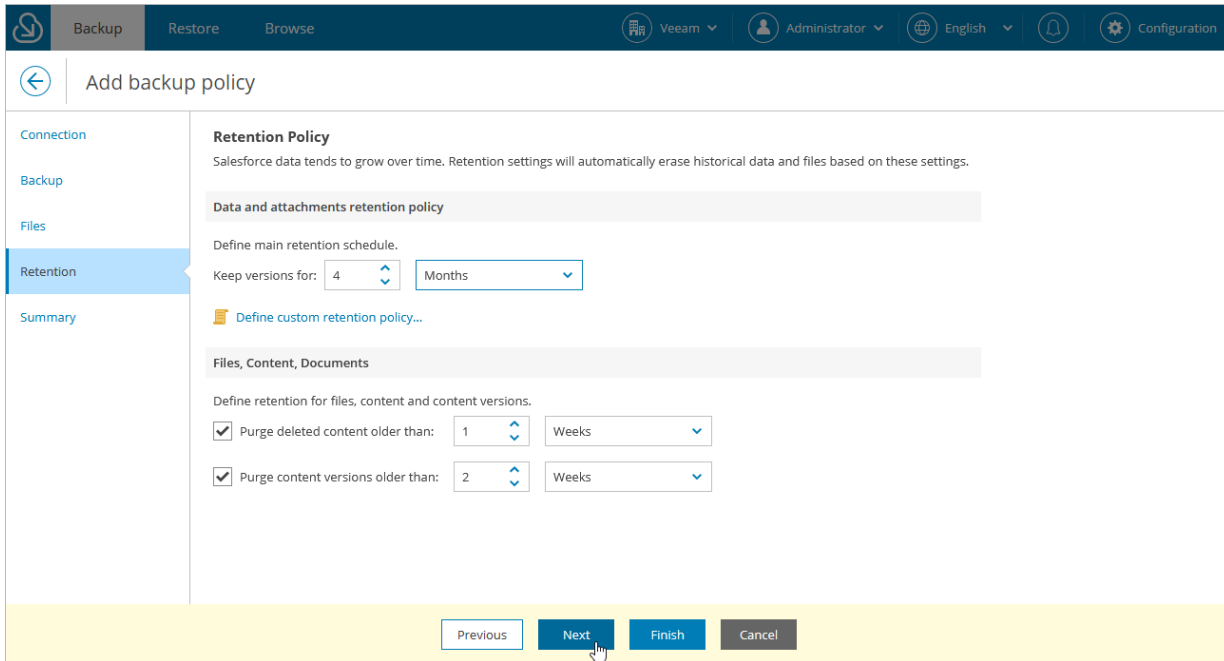 Backup Restore Browse Veeam Administrator English Configuration
Add backup policy
Connection
Backup
Files
Retention
Summary
Retention Policy
Salesforce data tends to grow over time. Retention settings will automatically erase historical data and files based on these settings.
Data and attachments retention policy
Define main retention schedule.
Keep versions for: 4 Months
Define custom retention policy...
Files, Content, Documents
Define retention for files, content and content versions.
Purge deleted content older than: 1 Weeks
Purge content versions older than: 2 Weeks
Previous Next Finish Cancel